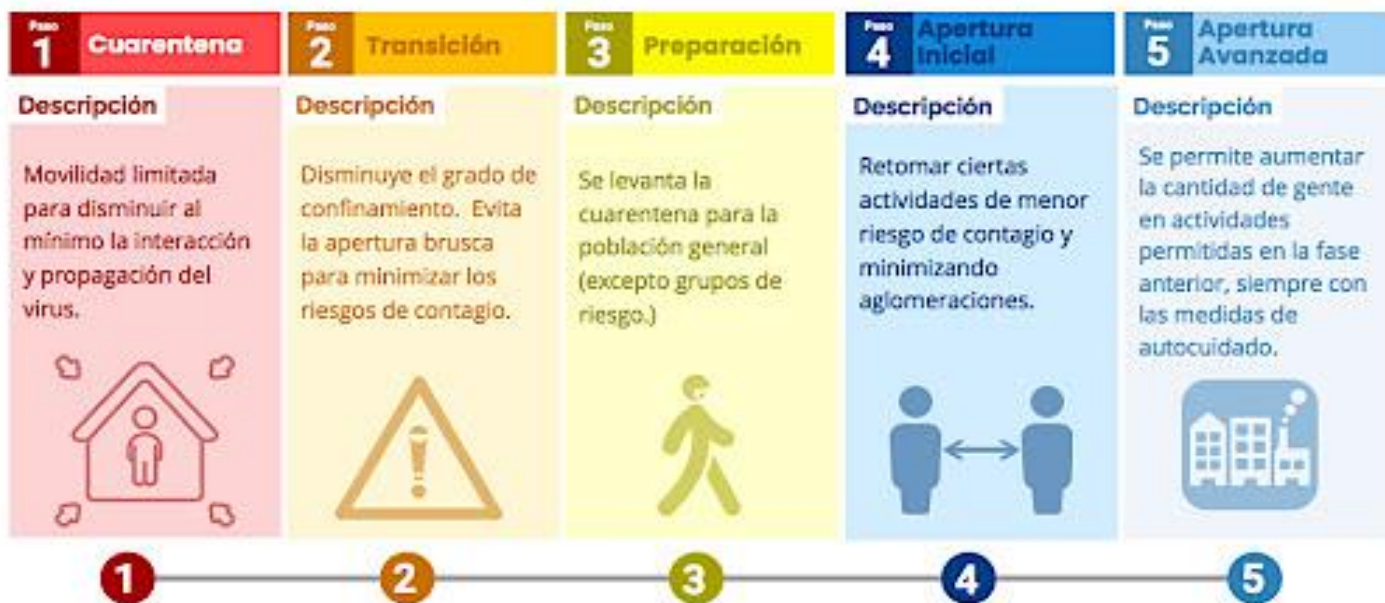 Paso
1
Cuarentena
Descripción
Movilidad limitada
para disminuir al
mínimo la interacción
y propagación del
virus.
Paso
2
Transición
Descripción
Disminuye el grado de
confinamiento. Evita
la apertura brusca
para minimizar los
riesgos de contagio.
Paso
3
Preparación
Descripción
Se levanta la
cuarentena para la
población general
(excepto grupos de
riesgo.)
Paso
4
Apertura
Inicial
Descripción
Retomar ciertas
actividades de menor
riesgo de contagio y
minimizando
aglomeraciones.
Paso
5
Apertura
Avanzada
Descripción
Se permite aumentar
la cantidad de gente
en actividades
permitidas en la fase
anterior, siempre con
las medidas de
autocuidado.
1
2
3
4
5